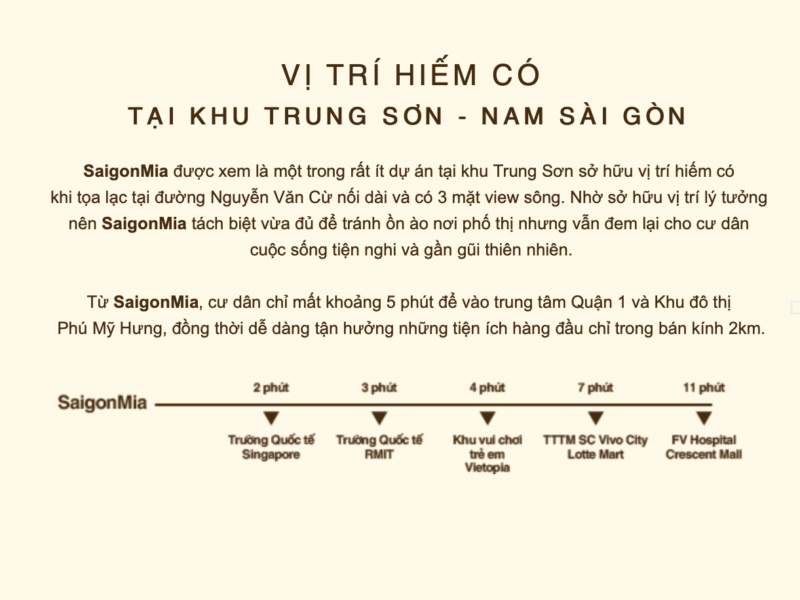 VỊ TRÍ HIẾM CÓ
TẠI KHU TRUNG SƠN - NAM SÀI GÒN
SaigonMia được xem là một trong rất ít dự án tại khu Trung Sơn sở hữu vị trí hiếm có
khi tọa lạc tại đường Nguyễn Văn Cừ nối dài và có 3 mặt view sông. Nhờ sở hữu vị trí lý tưởng
nên SaigonMia tách biệt vừa đủ để tránh ồn ào nơi phố thị nhưng vẫn đem lại cho cư dân
cuộc sống tiện nghi và gần gũi thiên nhiên.
Từ SaigonMia, cư dân chỉ mất khoảng 5 phút để vào trung tâm Quận 1 và Khu đô thị
Phú Mỹ Hưng, đồng thời dễ dàng tận hưởng những tiện ích hàng đầu chỉ trong bán kính 2km.
SaigonMia
2 phút
Trường Quốc tế
Singapore
3 phút
Trường Quốc tế
RMIT
4 phút
Khu vui chơi
trẻ em
Vietopia
7 phút
TTTM SC Vivo City
Lotte Mart
11 phút
FV Hospital
Crescent Mall